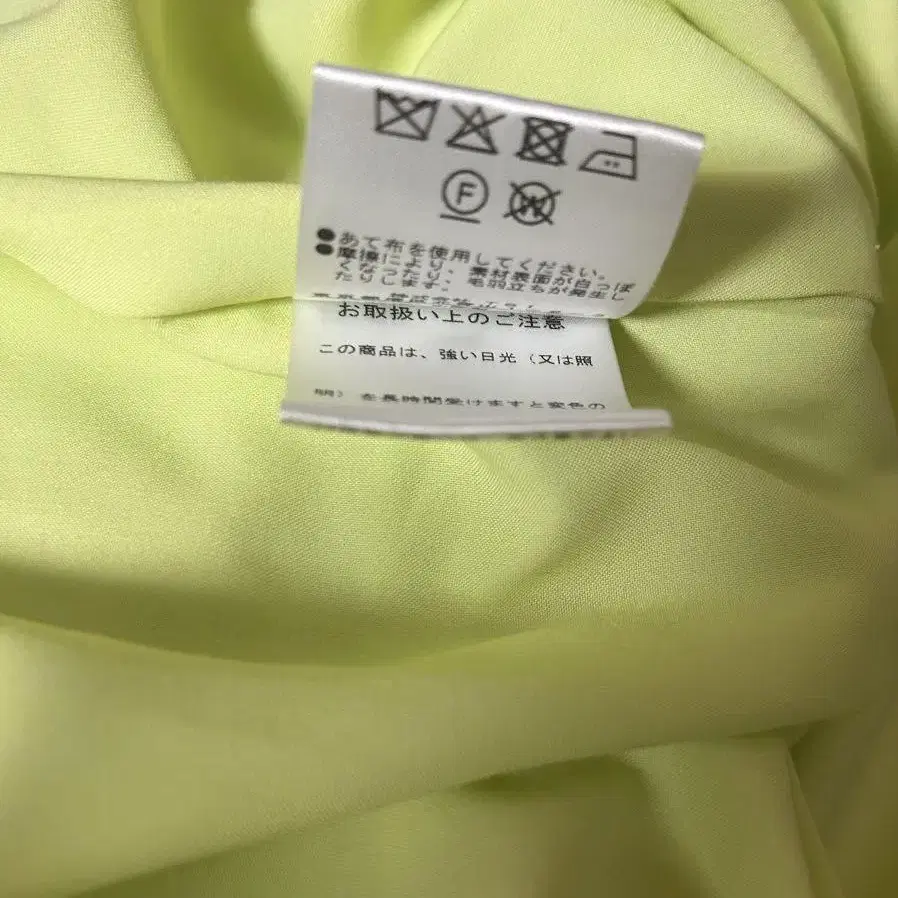 F W
●あて布を使用してください。
●摩擦により、素材表面が白っぽ
くなったり、毛羽立ちが発生し
たりします。
お取扱い上のご注意
この商品は、強い日光（又は照
明）を長時間受けますと変色の